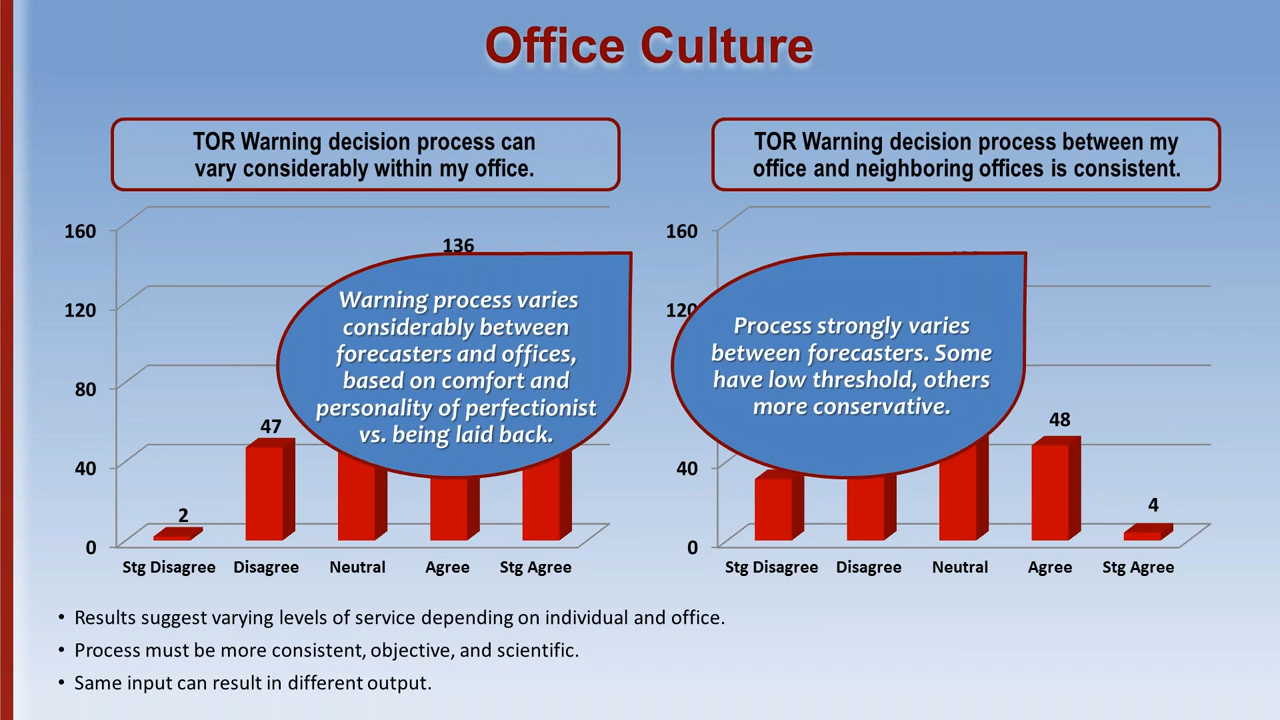 Office Culture
TOR Warning decision process can
vary considerably within my office.
160
120
80
40
0
136
47
2
Warning process varies
considerably between
forecasters and offices,
based on comfort and
personality of perfectionist
vs. being laid back.
Stg Disagree Disagree Neutral Agree Stg Agree
TOR Warning decision process between my
office and neighboring offices is consistent.
160
120
40
0
48
4
Process strongly varies
between forecasters. Some
have low threshold, others
more conservative.
Stg Disagree Disagree Neutral Agree Stg Agree
• Results suggest varying levels of service depending on individual and office.
• Process must be more consistent, objective, and scientific.
• Same input can result in different output.